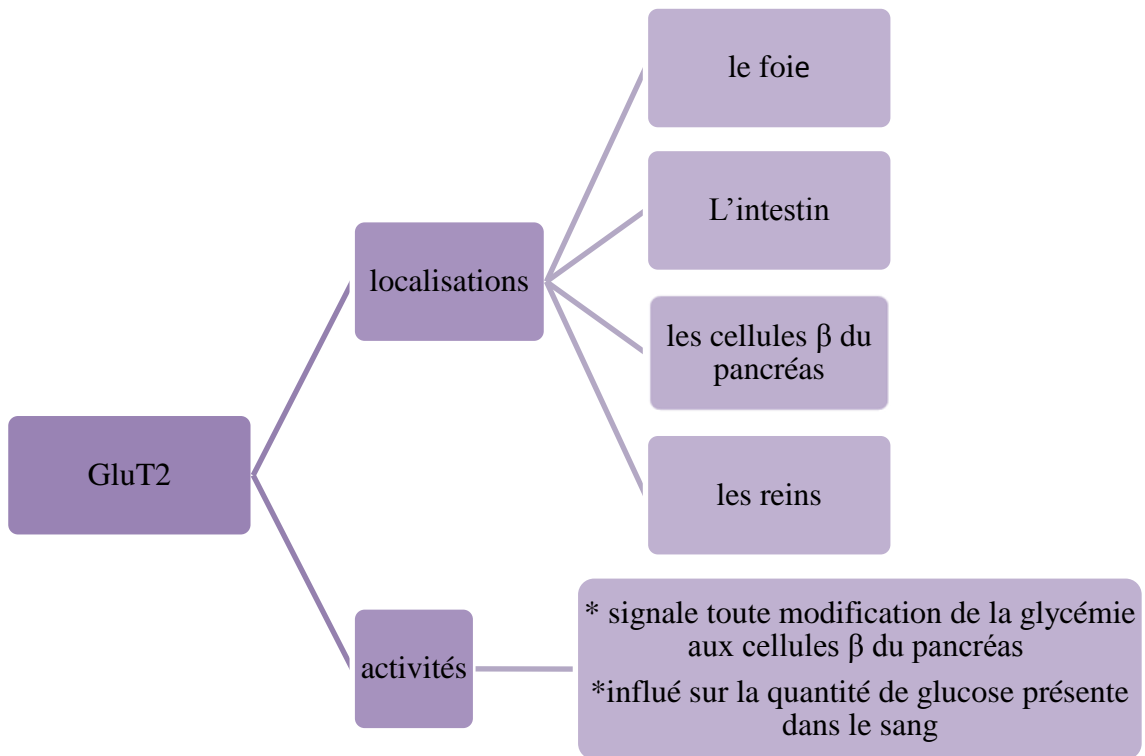 GluT2
localisations
le foie
L’intestin
les cellules β du
pancréas
les reins
activités
* signale toute modification de la glycémie
aux cellules β du pancréas
*influé sur la quantité de glucose présente
dans le sang